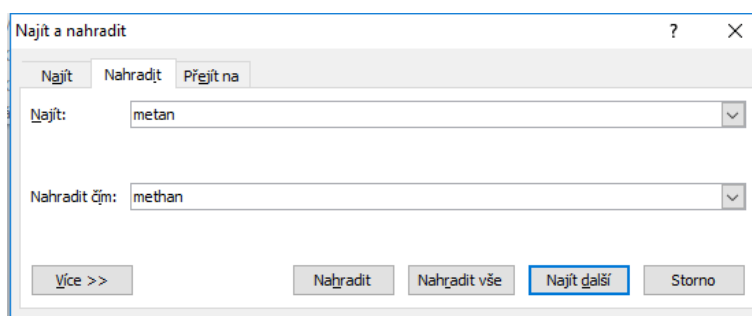 Najít a nahradit ?
Najít Nahradit Přejít na
Najít: metan
Nahradit čím: methan
Více >> Nahradit Nahradit vše Najít další Storno